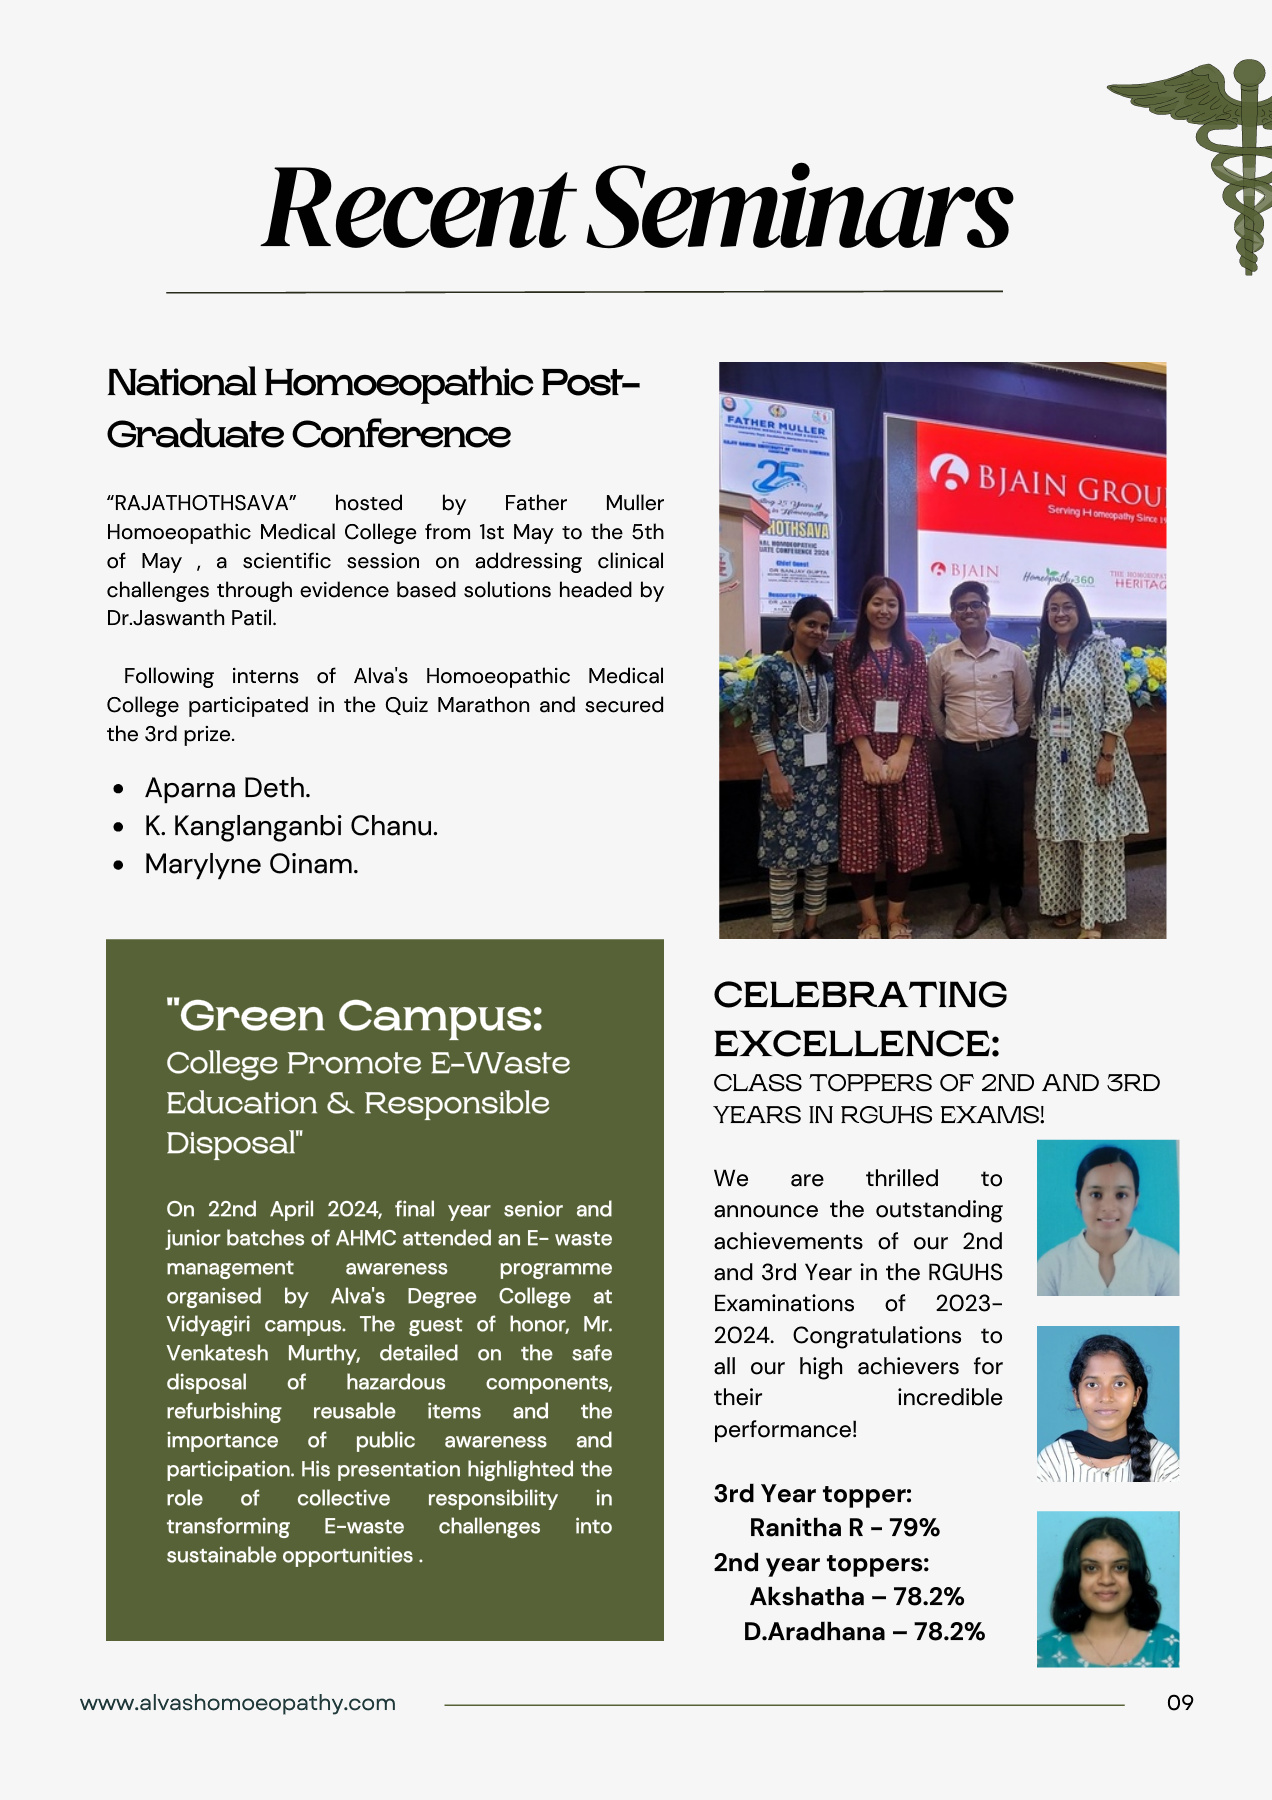 Recent Seminars
National Homoeopathic Post-
Graduate Conference
“RAJATHOTHSAVA” hosted by Father Muller
Homoeopathic Medical College from 1st May to the 5th
of May , a scientific session on addressing clinical
challenges through evidence based solutions headed by
Dr.Jaswanth Patil.
Following interns of Alva's Homoeopathic Medical
College participated in the Quiz Marathon and secured
the 3rd prize.
• Aparna Deth.
• K. Kanglanganbi Chanu.
• Marylyne Oinam.
FATHER MULLER
25
HOTHSAVA
Chief Guest
DR SANJAY GUPTA
Resource Person
BJAIN GROU
Serving Homeopathy Since
BJAIN
Homeopathy360
THE HOMOEOPAT
HERITAG
"Green Campus:
College Promote E-Waste
Education & Responsible
Disposal"
On 22nd April 2024, final year senior and
junior batches of AHMC attended an E- waste
management awareness programme
organised by Alva's Degree College at
Vidyagiri campus. The guest of honor, Mr.
Venkatesh Murthy, detailed on the safe
disposal of hazardous components,
refurbishing reusable items and the
importance of public awareness and
participation. His presentation highlighted the
role of collective responsibility in
transforming E-waste challenges into
sustainable opportunities .
CELEBRATING
EXCELLENCE:
CLASS TOPPERS OF 2ND AND 3RD
YEARS IN RGUHS EXAMS!
We are thrilled to
announce the outstanding
achievements of our 2nd
and 3rd Year in the RGUHS
Examinations of 2023-
2024. Congratulations to
all our high achievers for
their incredible
performance!
3rd Year topper:
Ranitha R - 79%
2nd year toppers:
Akshatha – 78.2%
D.Aradhana – 78.2%
www.alvashomoeopathy.com
09